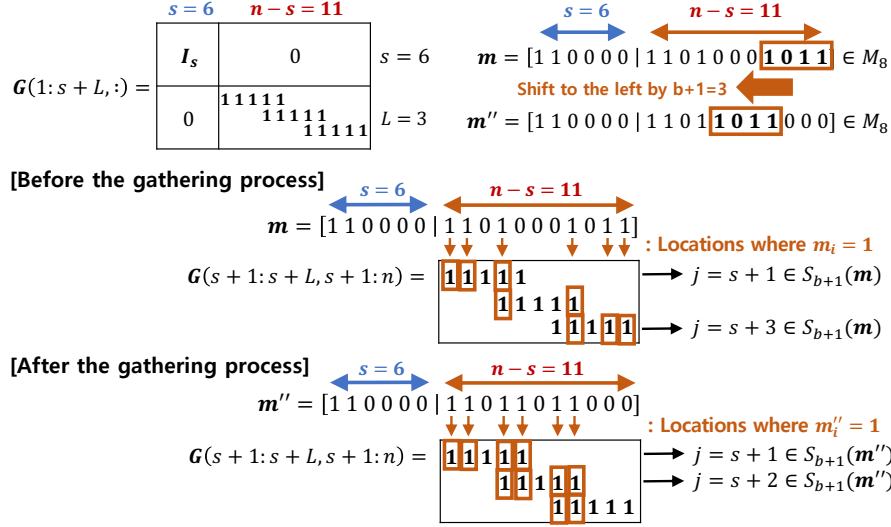 s = 6 n − s = 11
G(1: s + L, :) = I_s 0 s = 6
0 1 1 1 1 1
1 1 1 1 1 L = 3
1 1 1 1 1
s = 6 n − s = 11
m = [1 1 0 0 0 0 | 1 1 0 1 0 0 0 1 0 1 1] ∈ M_8
Shift to the left by b+1=3
m'' = [1 1 0 0 0 0 | 1 1 0 1 1 0 1 1 0 0 0] ∈ M_8
[Before the gathering process]
s = 6 n − s = 11
m = [1 1 0 0 0 0 | 1 1 0 1 0 0 0 1 0 1 1]
: Locations where m_i = 1
G(s + 1: s + L, s + 1: n) = 1 1 1 1 1 j = s + 1 ∈ S_{b+1}(m)
1 1 1 1 1
1 1 1 1 1 j = s + 3 ∈ S_{b+1}(m)
[After the gathering process]
s = 6 n − s = 11
m'' = [1 1 0 0 0 0 | 1 1 0 1 1 0 1 1 0 0 0]
: Locations where m_i'' = 1
G(s + 1: s + L, s + 1: n) = 1 1 1 1 1 j = s + 1 ∈ S_{b+1}(m'')
1 1 1 1 1 j = s + 2 ∈ S_{b+1}(m'')
1 1 1 1 1